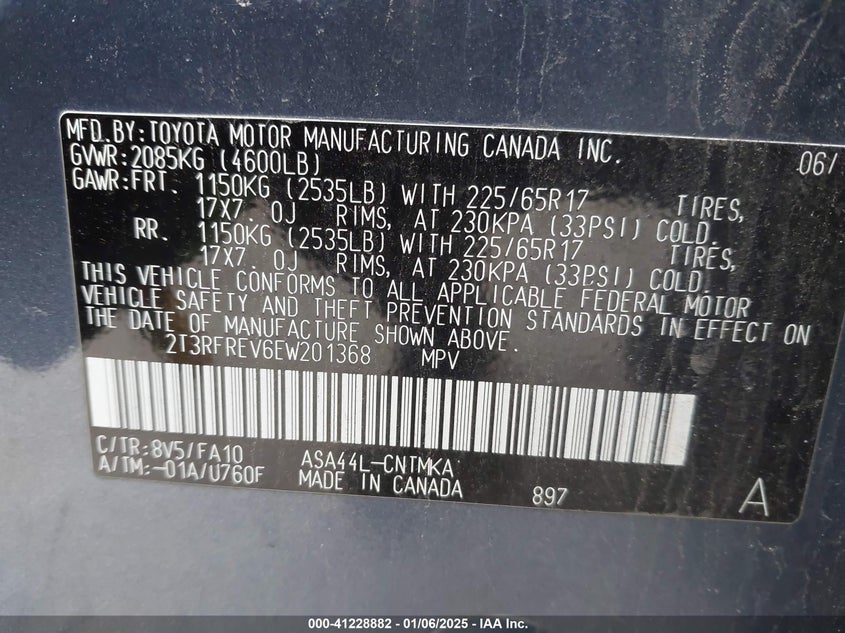 MFD.BY:TOYOTA MOTOR MANUFACTURING CANADA INC. 06/
GVWR:2085KG (4600LB)
GAWR:FRT. 1150KG (2535LB) WITH 225/65R17 TIRES,
17X7 .0J RIMS, AT 230KPA (33PSI) COLD.
RR. 1150KG (2535LB) WITH 225/65R17 TIRES,
17X7 .0J RIMS, AT 230KPA (33PSI) COLD.
THIS VEHICLE CONFORMS TO ALL APPLICABLE FEDERAL MOTOR
VEHICLE SAFETY AND THEFT PREVENTION STANDARDS IN EFFECT ON
THE DATE OF MANUFACTURE SHOWN ABOVE.
2T3RFREV6EW201368 MPV
C/TR:8V5/FA10 ASA44L-CNTMKA
A/TM:-01A/U760F MADE IN CANADA 897 A
000-41228882 — 01/06/2025 — IAA Inc.